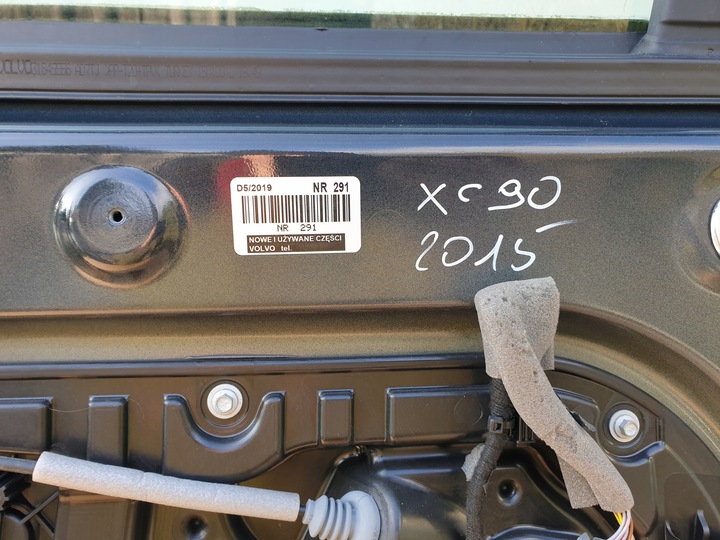 VOLVO
D5/2019 NR 291
NR 291
NOWE I UŻYWANE CZĘŚCI
VOLVO tel.
XC90
2015